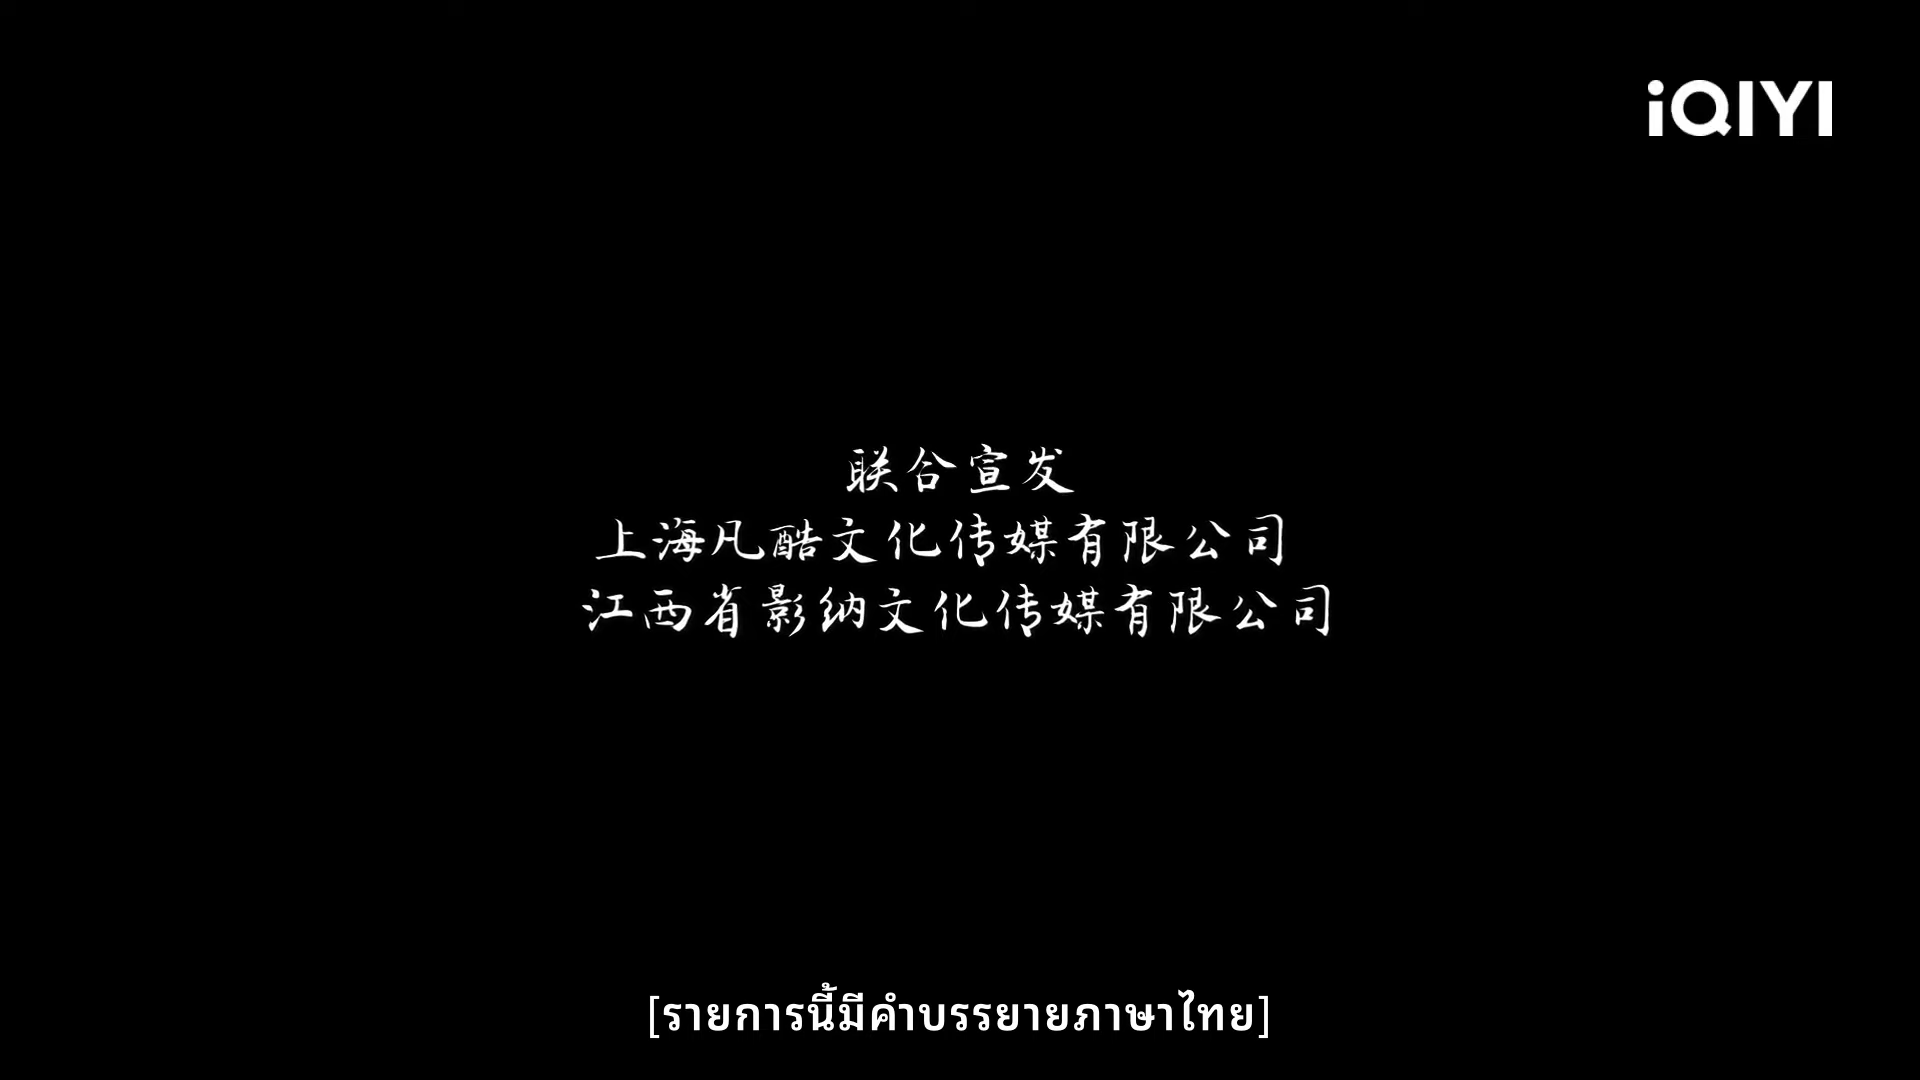 iQIYI
联合宣发
上海凡酷文化传媒有限公司
江西省影纳文化传媒有限公司
[รายการนี้มีคำบรรยายภาษาไทย]